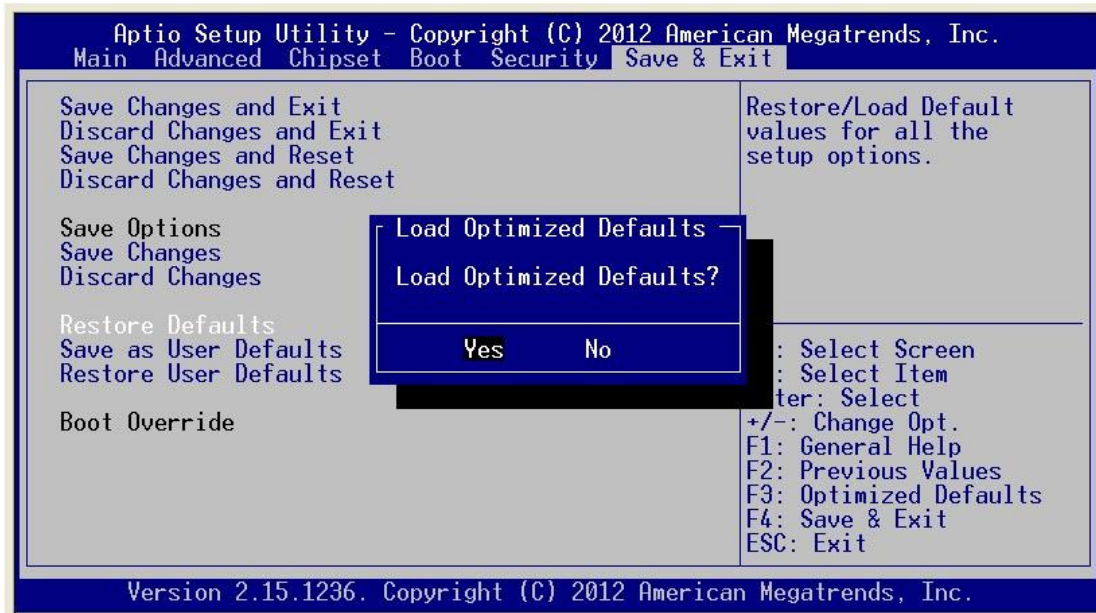 Aptio Setup Utility – Copyright (C) 2012 American Megatrends, Inc.
Main Advanced Chipset Boot Security Save & Exit
Save Changes and Exit
Discard Changes and Exit
Save Changes and Reset
Discard Changes and Reset
Save Options
Save Changes
Discard Changes
Restore Defaults
Save as User Defaults
Restore User Defaults
Boot Override
Load Optimized Defaults
Load Optimized Defaults?
Yes No
Restore/Load Default
values for all the
setup options.
: Select Screen
: Select Item
ter: Select
+/-: Change Opt.
F1: General Help
F2: Previous Values
F3: Optimized Defaults
F4: Save & Exit
ESC: Exit
Version 2.15.1236. Copyright (C) 2012 American Megatrends, Inc.